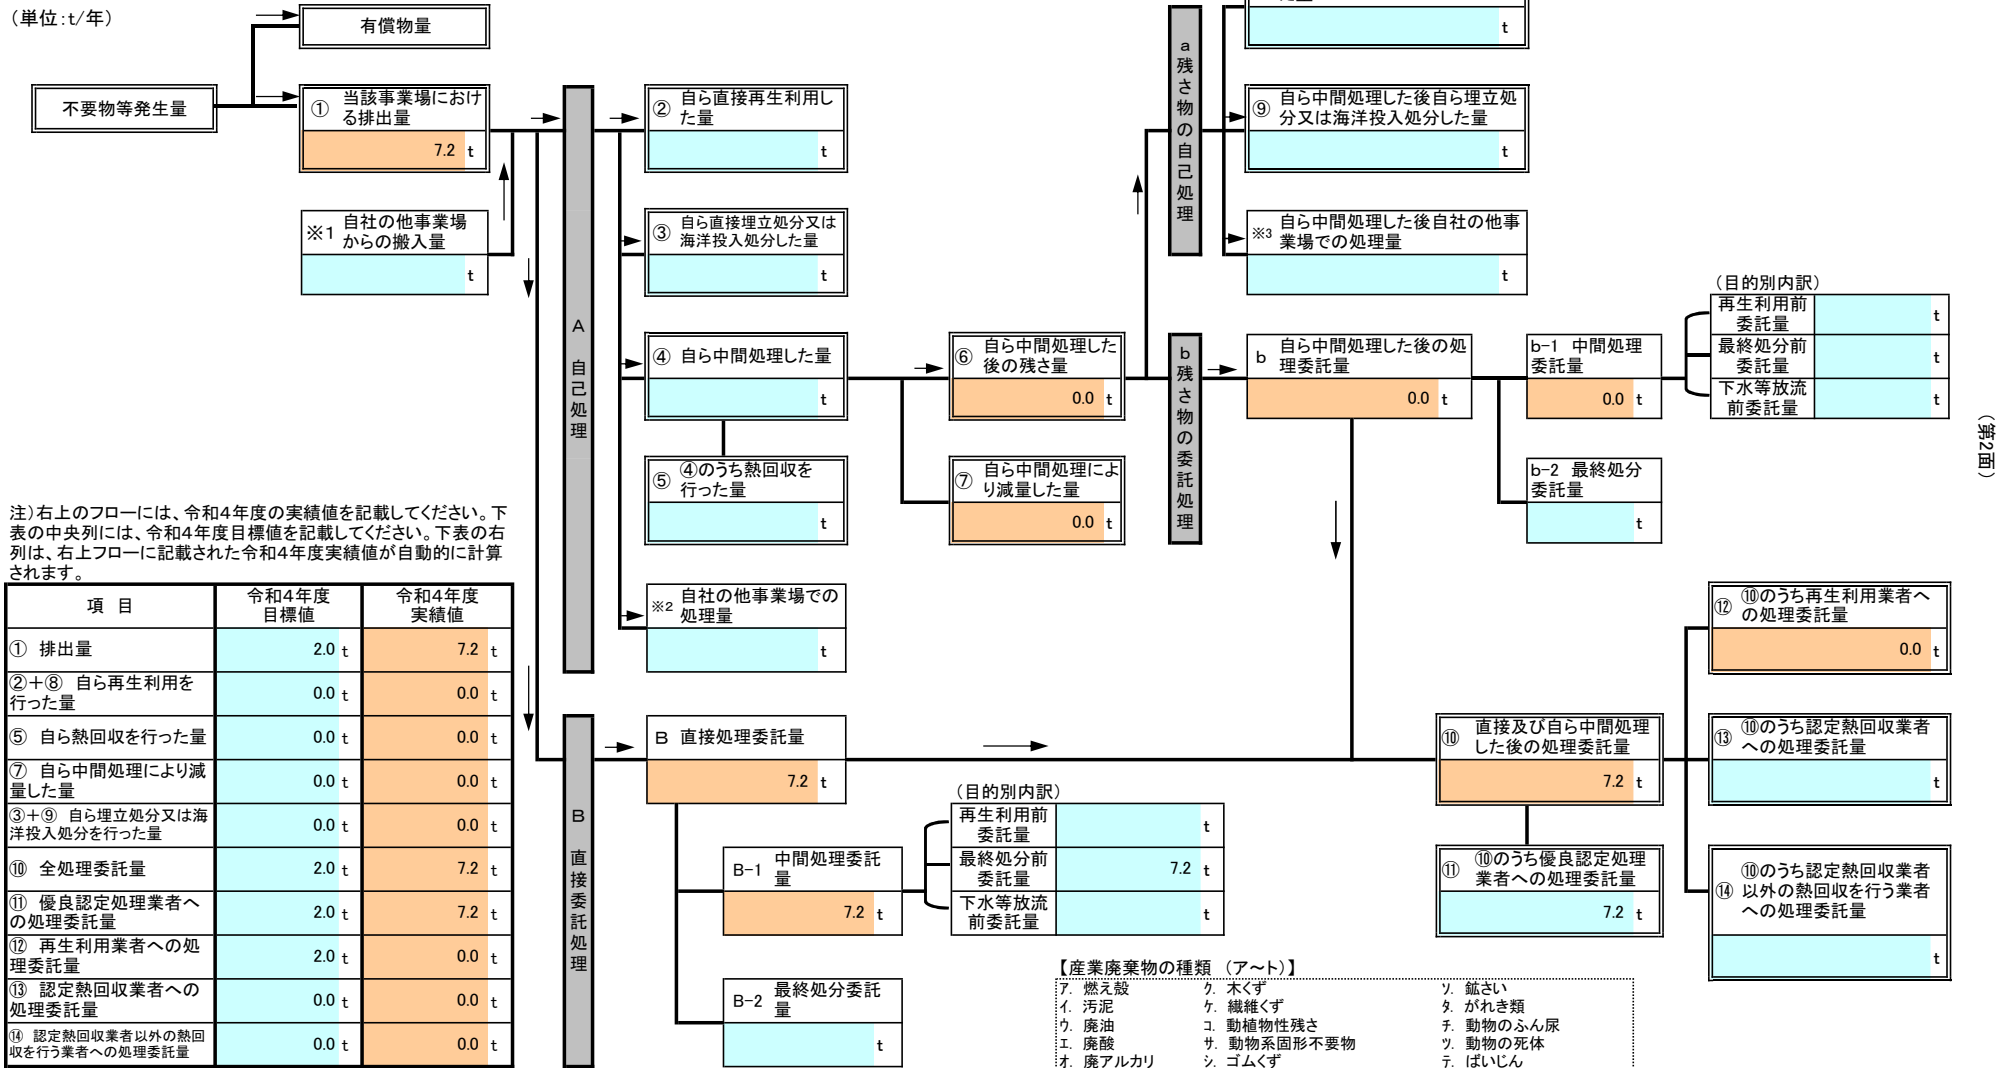 (単位:t/年)
有償物量
不要物等発生量
① 当該事業場におけ
る排出量
7.2 t
※1 自社の他事業場
からの搬入量
t
A 自己処理
② 自ら直接再生利用し
た量
t
③ 自ら直接埋立処分又は
海洋投入処分した量
t
④ 自ら中間処理した量
t
⑤ ④のうち熱回収を
行った量
t
※2 自社の他事業場での
処理量
t
⑥ 自ら中間処理した
後の残さ量
0.0 t
⑦ 自ら中間処理によ
り減量した量
0.0 t
a 残さ物の自己処理
t
⑨ 自ら中間処理した後自ら埋立処
分又は海洋投入処分した量
t
※3 自ら中間処理した後自社の他事
業場での処理量
t
b 残さ物の委託処理
b 自ら中間処理した後の処
理委託量
0.0 t
b-1 中間処理
委託量
0.0 t
b-2 最終処分
委託量
t
(目的別内訳)
再生利用前
委託量
t
最終処分前
委託量
t
下水等放流
前委託量
t
(第2面)
注)右上のフローには、令和4年度の実績値を記載してください。下
表の中央列には、令和4年度目標値を記載してください。下表の右
列は、右上フローに記載された令和4年度実績値が自動的に計算
されます。
項 目 令和4年度
目標値 令和4年度
実績値
① 排出量 2.0 t 7.2 t
②+⑧ 自ら再生利用を
行った量 0.0 t 0.0 t
⑤ 自ら熱回収を行った量 0.0 t 0.0 t
⑦ 自ら中間処理により減
量した量 0.0 t 0.0 t
③+⑨ 自ら埋立処分又は海
洋投入処分を行った量 0.0 t 0.0 t
⑩ 全処理委託量 2.0 t 7.2 t
⑪ 優良認定処理業者へ
の処理委託量 2.0 t 7.2 t
⑫ 再生利用業者への処
理委託量 2.0 t 0.0 t
⑬ 認定熱回収業者への
処理委託量 0.0 t 0.0 t
⑭ 認定熱回収業者以外の熱回
収を行う業者への処理委託量 0.0 t 0.0 t
B 直接委託処理
B 直接処理委託量
7.2 t
B-1 中間処理委託
量
7.2 t
B-2 最終処分委託
量
t
(目的別内訳)
再生利用前
委託量
t
最終処分前
委託量
7.2 t
下水等放流
前委託量
t
⑩ 直接及び自ら中間処理
した後の処理委託量
7.2 t
⑪ ⑩のうち優良認定処理
業者への処理委託量
7.2 t
⑫ ⑩のうち再生利用業者へ
の処理委託量
0.0 t
⑬ ⑩のうち認定熱回収業者
への処理委託量
t
⑭ ⑩のうち認定熱回収業者
以外の熱回収を行う業者
への処理委託量
t
【産業廃棄物の種類 (ア~ト)】
ア. 燃え殻 ク. 木くず ソ. 鉱さい
イ. 汚泥 ケ. 繊維くず タ. がれき類
ウ. 廃油 コ. 動植物性残さ チ. 動物のふん尿
エ. 廃酸 サ. 動物系固形不要物 ツ. 動物の死体
オ. 廃アルカリ シ. ゴムくず テ. ばいじん